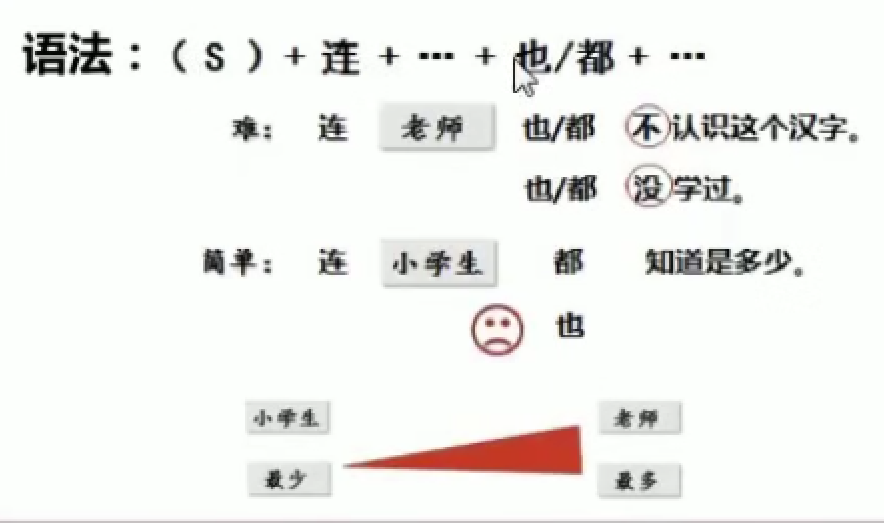 语法：（ S ）+ 连 + … + 也/都 + …
难： 连 老师 也/都 不认识这个汉字。
也/都 没学过。
简单： 连 小学生 都 知道是多少。
也
小学生 老师
最少 最多